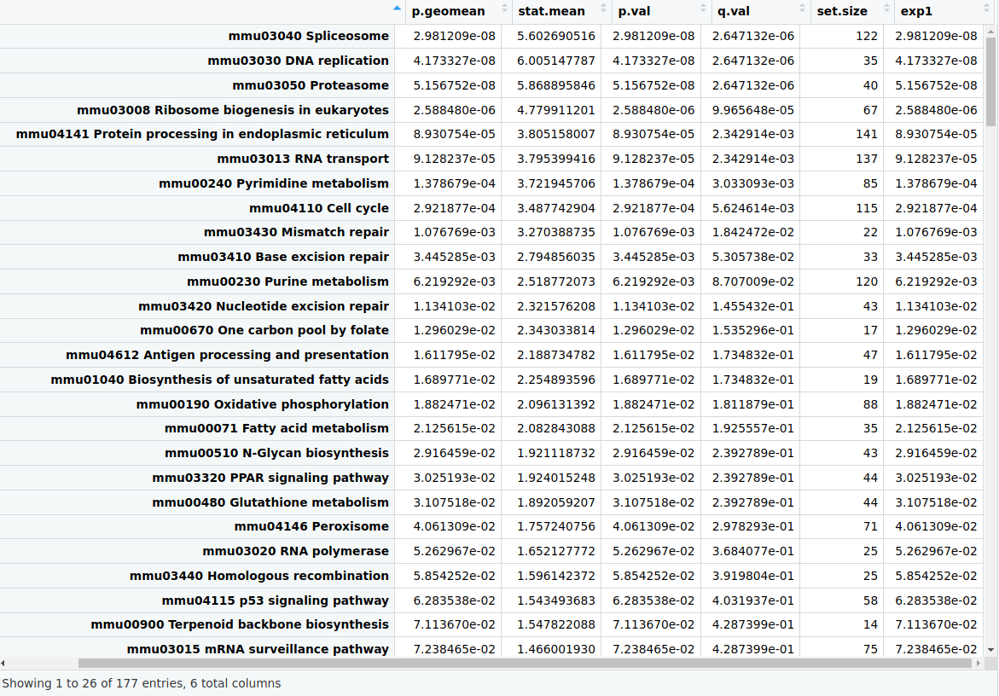 p.geomean stat.mean p.val q.val set.size exp1
mmu03040 Spliceosome 2.981209e-08 5.602690516 2.981209e-08 2.647132e-06 122 2.981209e-08
mmu03030 DNA replication 4.173327e-08 6.005147787 4.173327e-08 2.647132e-06 35 4.173327e-08
mmu03050 Proteasome 5.156752e-08 5.868895846 5.156752e-08 2.647132e-06 40 5.156752e-08
mmu03008 Ribosome biogenesis in eukaryotes 2.588480e-06 4.779911201 2.588480e-06 9.965648e-05 67 2.588480e-06
mmu04141 Protein processing in endoplasmic reticulum 8.930754e-05 3.805158007 8.930754e-05 2.342914e-03 141 8.930754e-05
mmu03013 RNA transport 9.128237e-05 3.795399416 9.128237e-05 2.342914e-03 137 9.128237e-05
mmu00240 Pyrimidine metabolism 1.378679e-04 3.721945706 1.378679e-04 3.033093e-03 85 1.378679e-04
mmu04110 Cell cycle 2.921877e-04 3.487742904 2.921877e-04 5.624614e-03 115 2.921877e-04
mmu03430 Mismatch repair 1.076769e-03 3.270388735 1.076769e-03 1.842472e-02 22 1.076769e-03
mmu03410 Base excision repair 3.445285e-03 2.794856035 3.445285e-03 5.305738e-02 33 3.445285e-03
mmu00230 Purine metabolism 6.219292e-03 2.518772073 6.219292e-03 8.707009e-02 120 6.219292e-03
mmu03420 Nucleotide excision repair 1.134103e-02 2.321576208 1.134103e-02 1.455432e-01 43 1.134103e-02
mmu00670 One carbon pool by folate 1.296029e-02 2.343033814 1.296029e-02 1.535296e-01 17 1.296029e-02
mmu04612 Antigen processing and presentation 1.611795e-02 2.188734782 1.611795e-02 1.734832e-01 47 1.611795e-02
mmu01040 Biosynthesis of unsaturated fatty acids 1.689771e-02 2.254893596 1.689771e-02 1.734832e-01 19 1.689771e-02
mmu00190 Oxidative phosphorylation 1.882471e-02 2.096131392 1.882471e-02 1.811879e-01 88 1.882471e-02
mmu00071 Fatty acid metabolism 2.125615e-02 2.082843088 2.125615e-02 1.925557e-01 35 2.125615e-02
mmu00510 N-Glycan biosynthesis 2.916459e-02 1.921118732 2.916459e-02 2.392789e-01 43 2.916459e-02
mmu03320 PPAR signaling pathway 3.025193e-02 1.924015248 3.025193e-02 2.392789e-01 44 3.025193e-02
mmu00480 Glutathione metabolism 3.107518e-02 1.892059207 3.107518e-02 2.392789e-01 44 3.107518e-02
mmu04146 Peroxisome 4.061309e-02 1.757240756 4.061309e-02 2.978293e-01 71 4.061309e-02
mmu03020 RNA polymerase 5.262967e-02 1.652127772 5.262967e-02 3.684077e-01 25 5.262967e-02
mmu03440 Homologous recombination 5.854252e-02 1.596142372 5.854252e-02 3.919804e-01 25 5.854252e-02
mmu04115 p53 signaling pathway 6.283538e-02 1.543493683 6.283538e-02 4.031937e-01 58 6.283538e-02
mmu00900 Terpenoid backbone biosynthesis 7.113670e-02 1.547822088 7.113670e-02 4.287399e-01 14 7.113670e-02
mmu03015 mRNA surveillance pathway 7.238465e-02 1.466001930 7.238465e-02 4.287399e-01 75 7.238465e-02
Showing 1 to 26 of 177 entries, 6 total columns